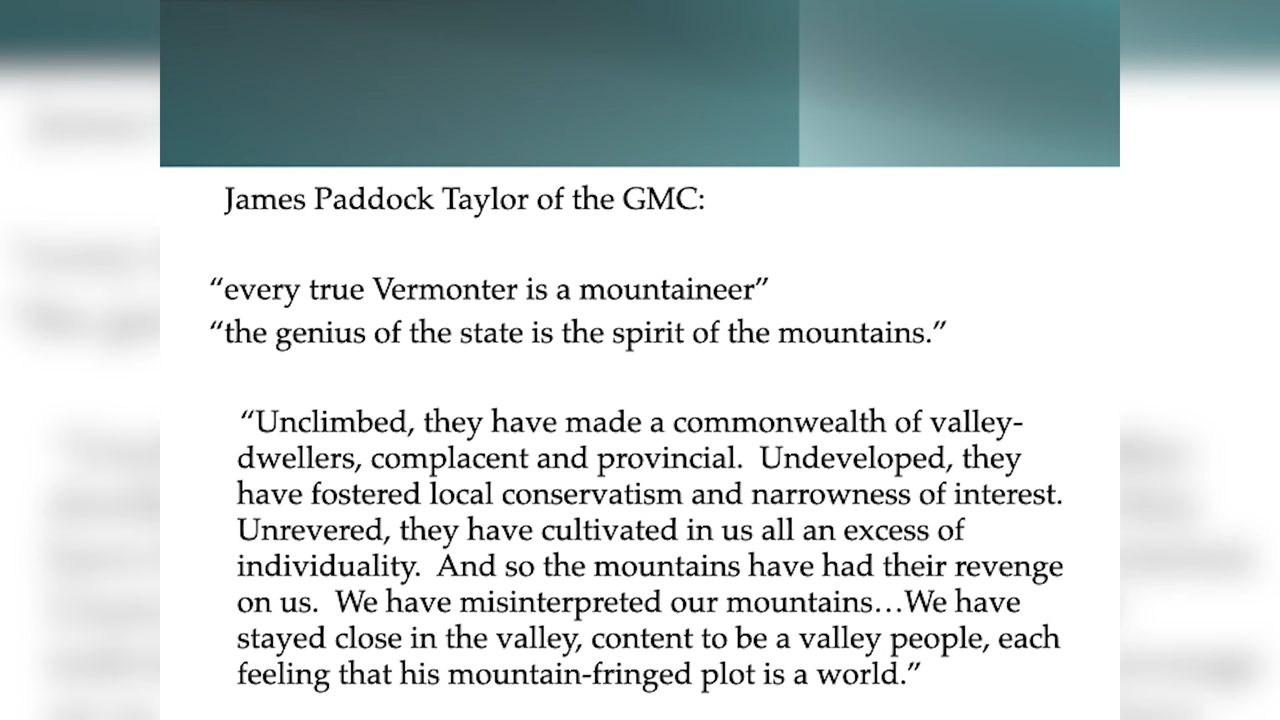 James Paddock Taylor of the GMC:
“every true Vermonter is a mountaineer”
“the genius of the state is the spirit of the mountains.”
“Unclimbed, they have made a commonwealth of valley-
dwellers, complacent and provincial.  Undeveloped, they
have fostered local conservatism and narrowness of interest.
Unrevered, they have cultivated in us all an excess of
individuality.  And so the mountains have had their revenge
on us.  We have misinterpreted our mountains…We have
stayed close in the valley, content to be a valley people, each
feeling that his mountain-fringed plot is a world.”